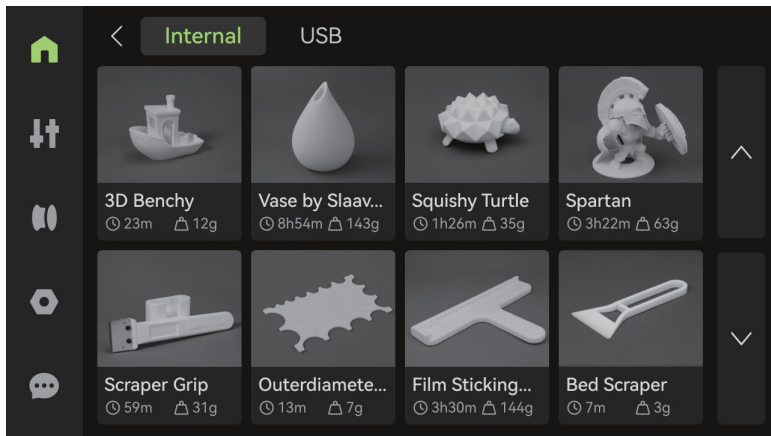 Internal USB
3D Benchy
23m 12g
Vase by Slaav...
8h54m 143g
Squishy Turtle
1h26m 35g
Spartan
3h22m 63g
Scraper Grip
59m 31g
Outerdiamete...
13m 7g
Film Sticking...
3h30m 144g
Bed Scraper
7m 3g